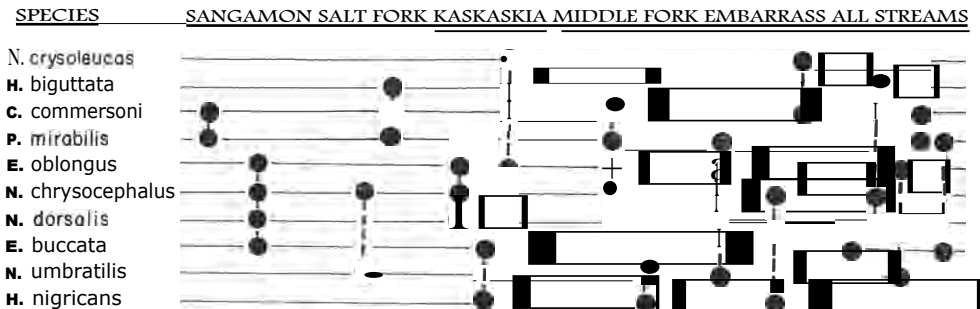 SPECIES SANGAMON SALT FORK KASKASKIA MIDDLE FORK EMBARRASS ALL STREAMS
N. crysoleucas
H. biguttata
C. commersoni
P. mirabilis
E. oblongus
N. chrysocephalus
N. dorsalis
E. buccata
N. umbratilis
H. nigricans